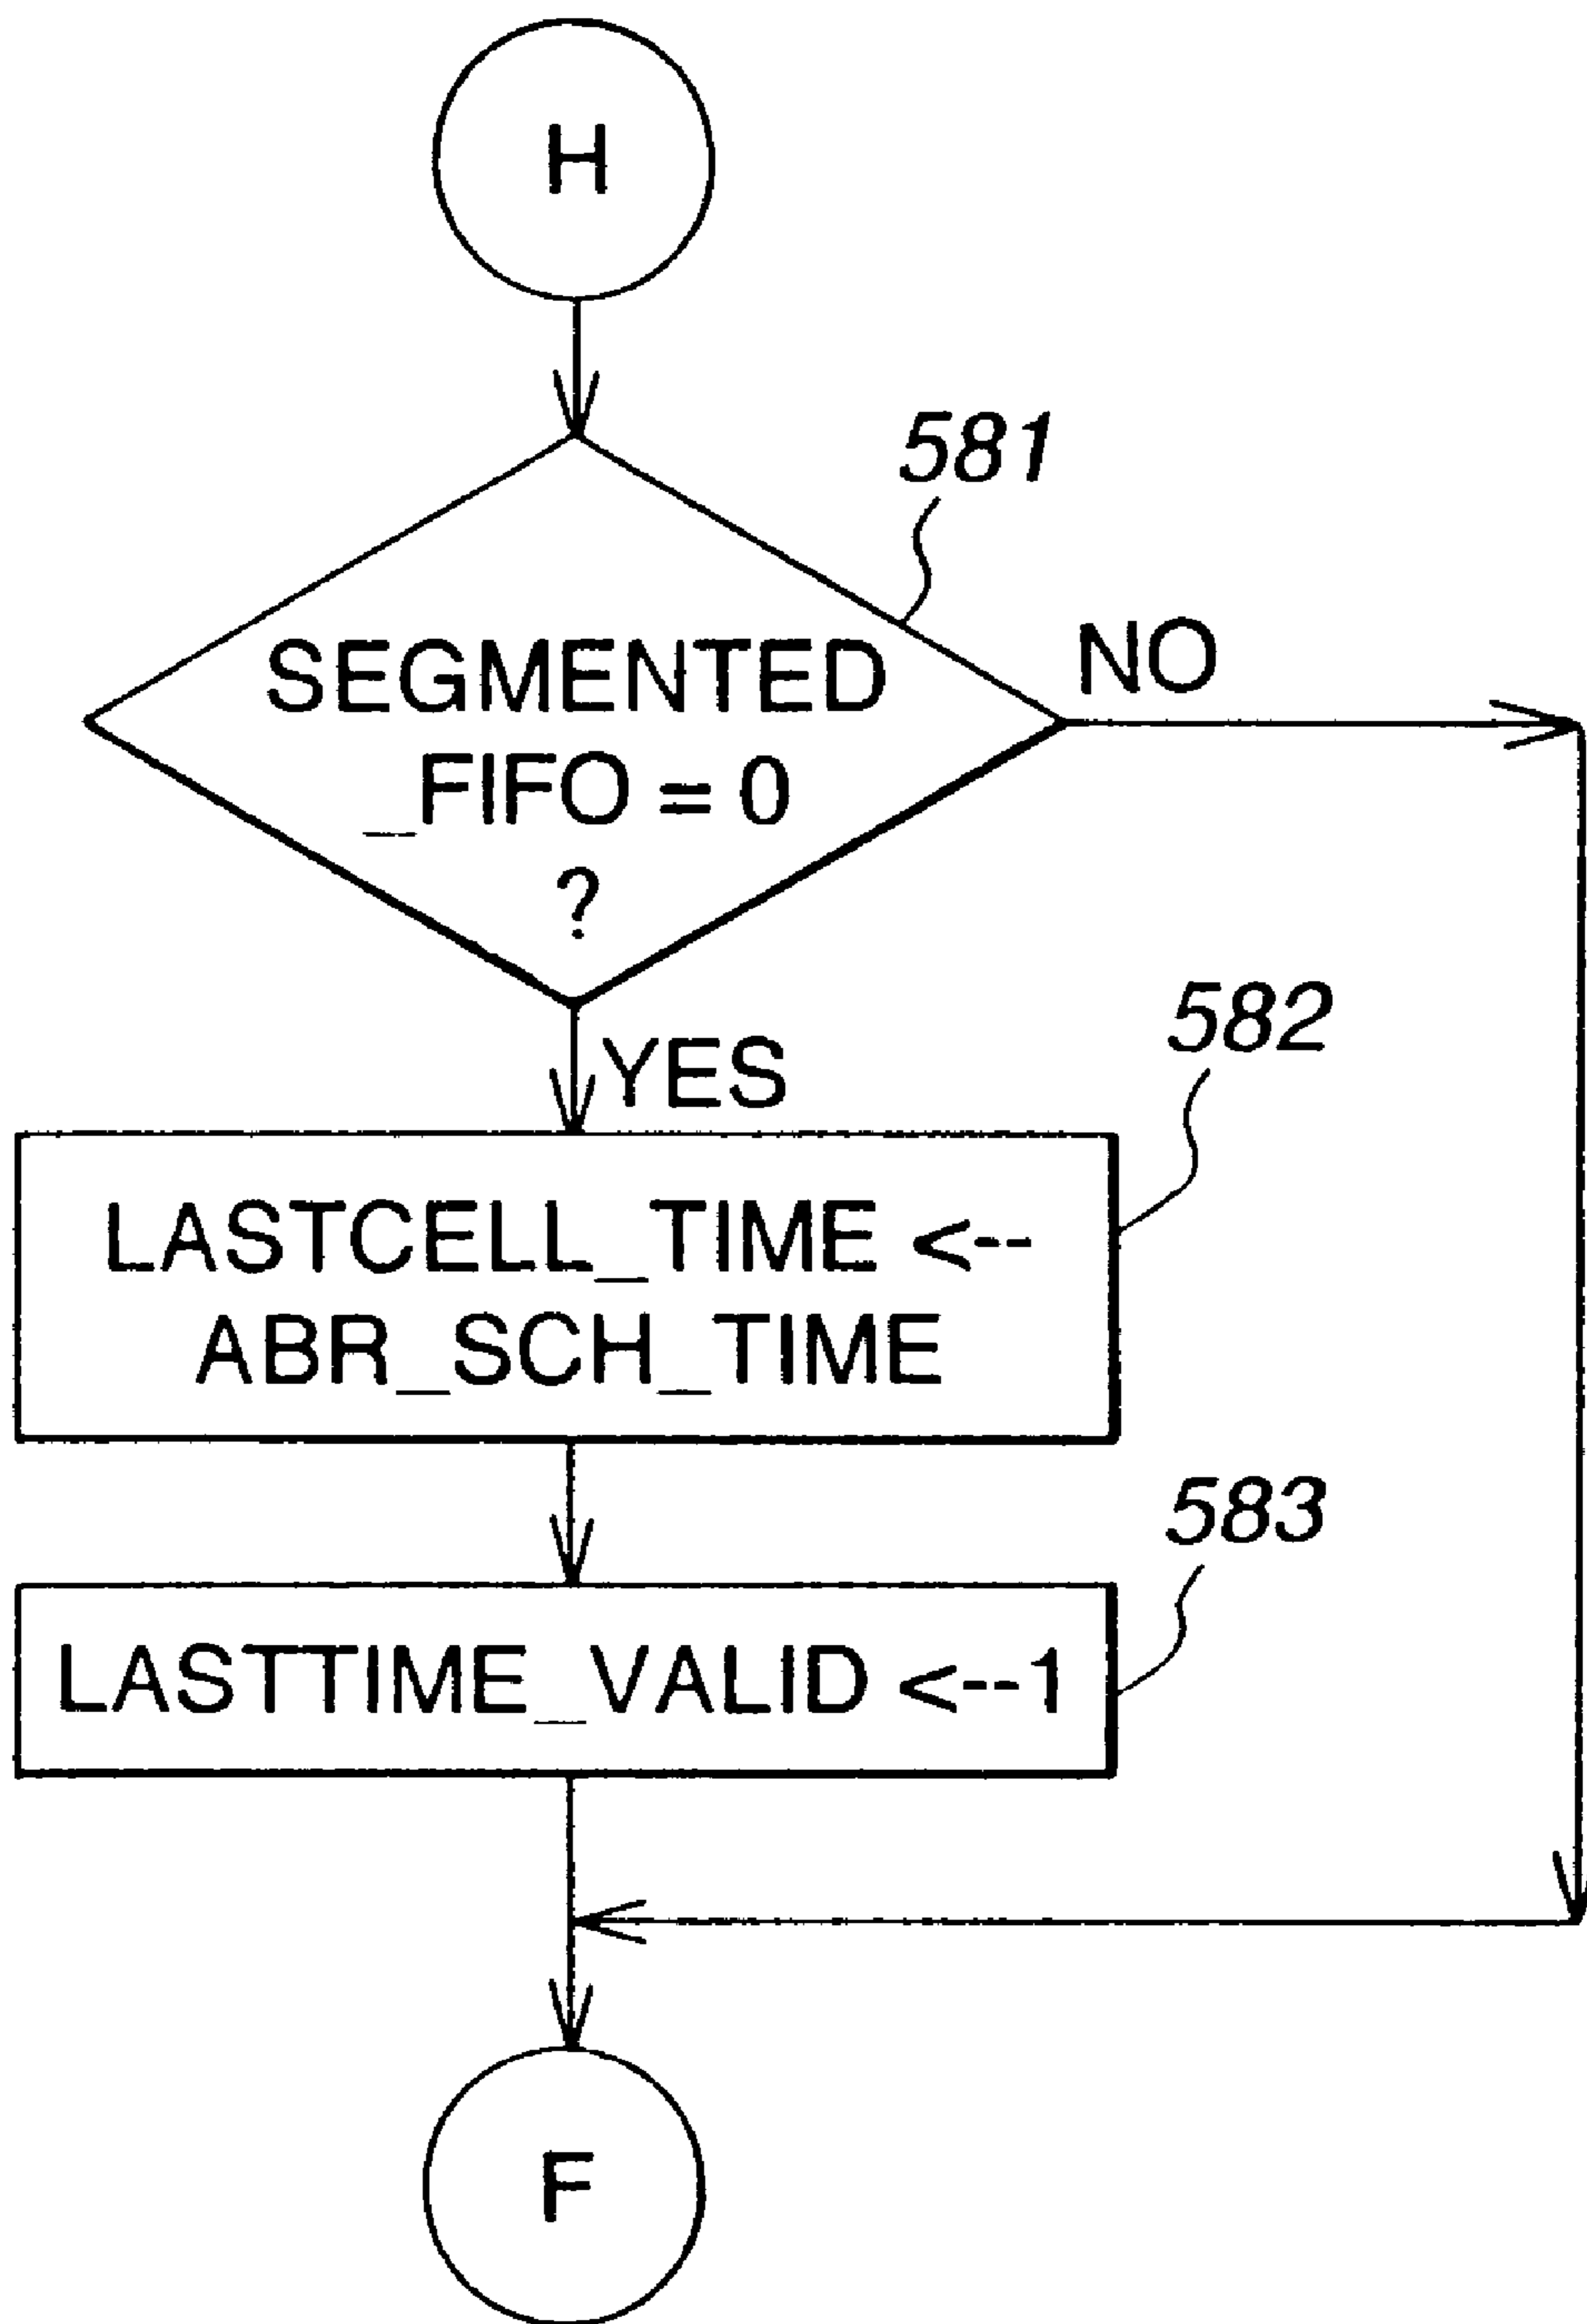 H
581
SEGMENTED
_FIFO = 0
?
NO
YES
582
LASTCELL_TIME <--
ABR_SCH_TIME
583
LASTTIME_VALID <--1
F